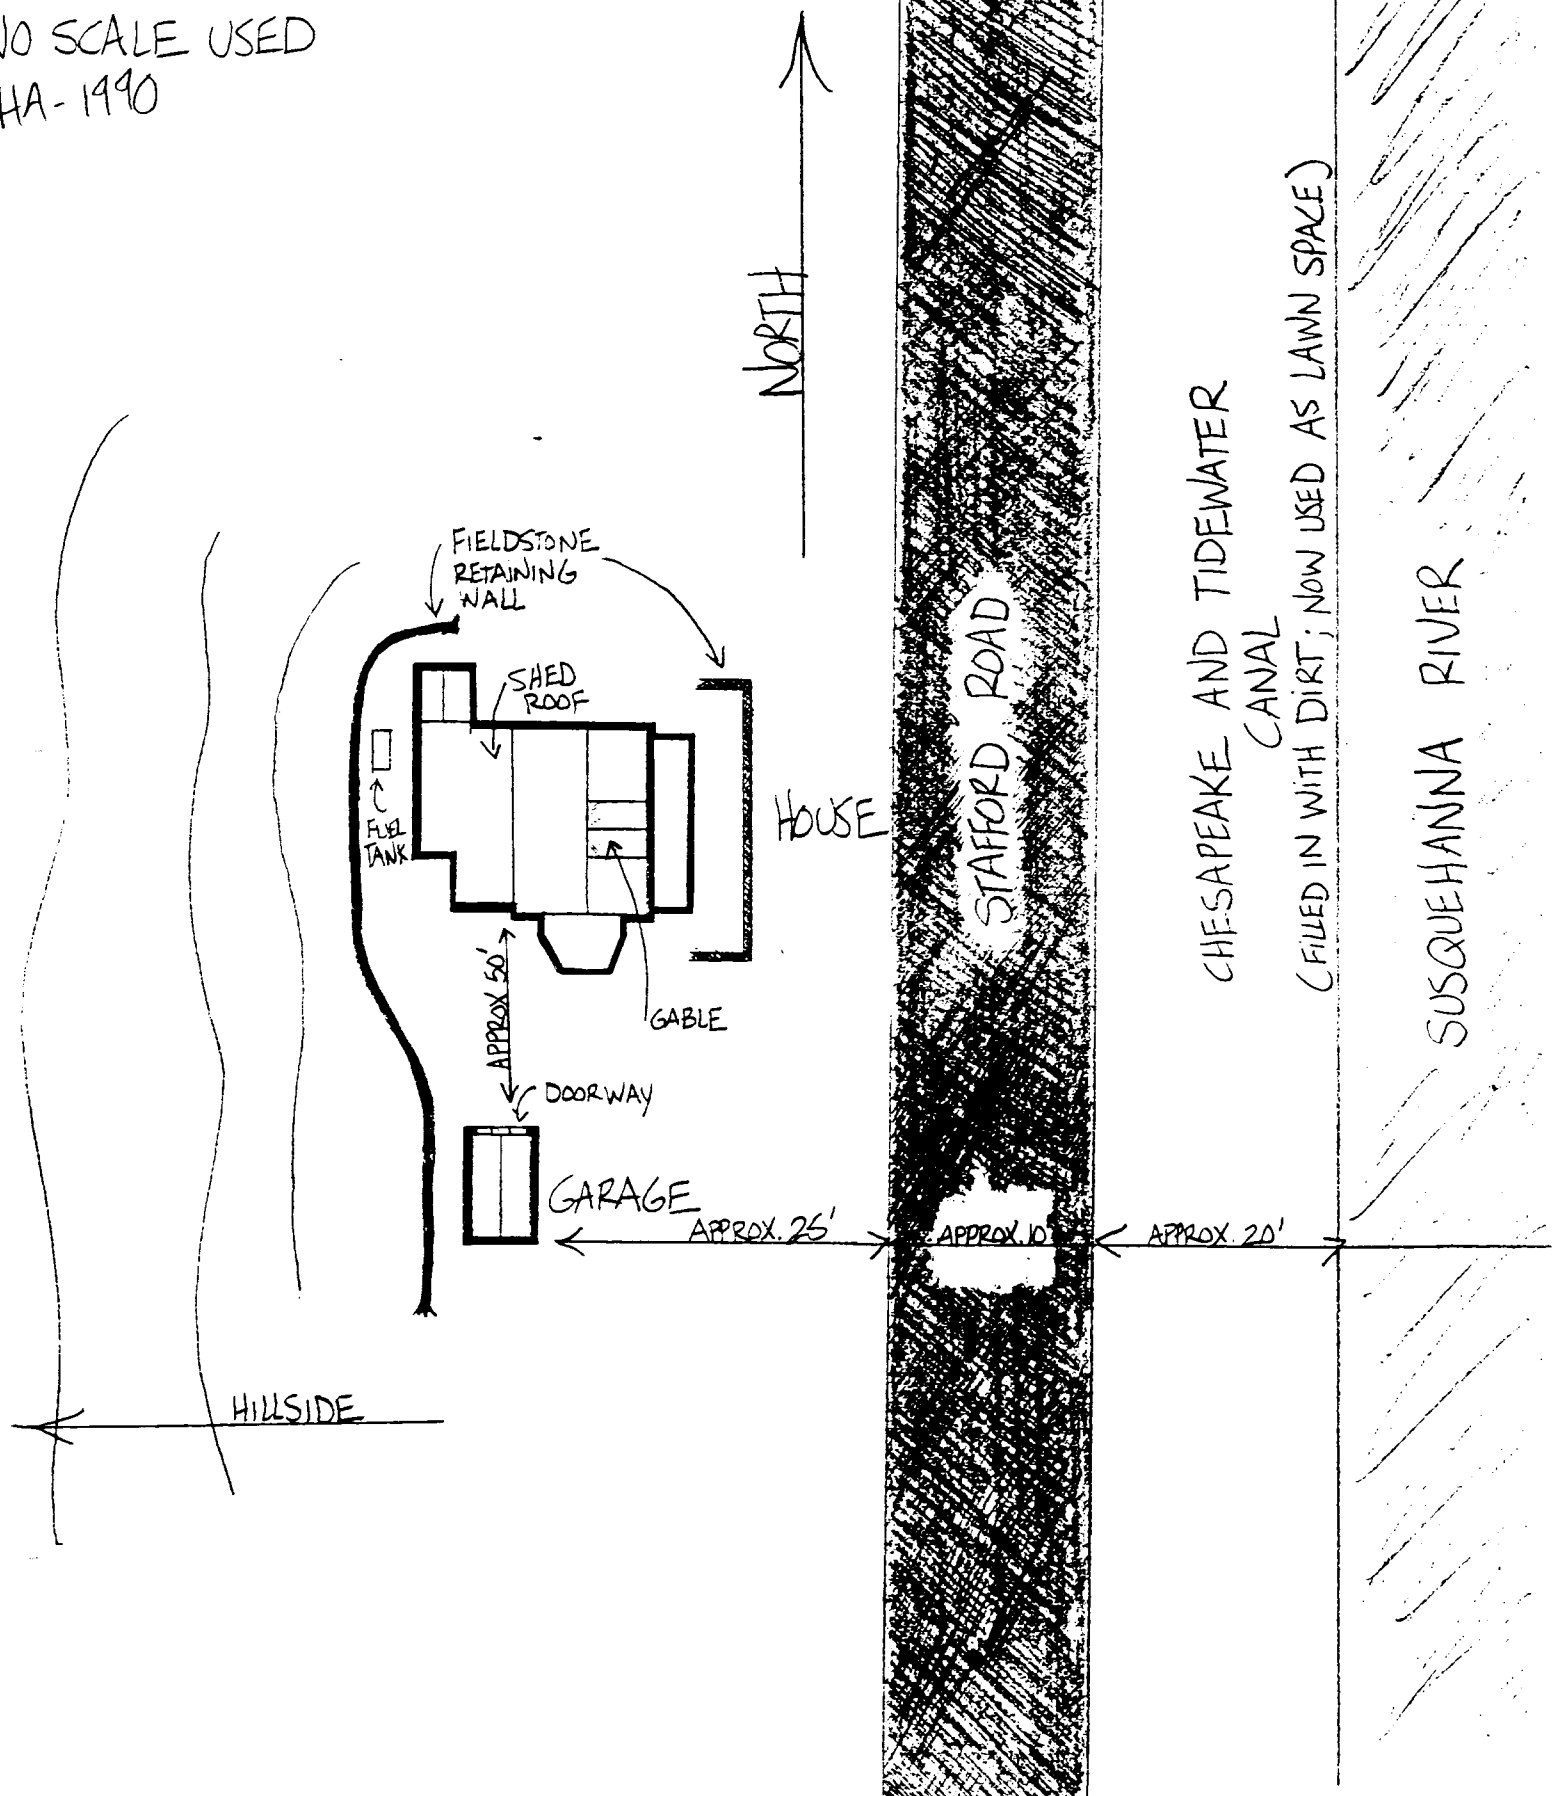 NO SCALE USED
HA-1990
NORTH
FIELDSTONE
RETAINING
WALL
SHED
ROOF
FUEL
TANK
HOUSE
GABLE
APPROX 50'
DOORWAY
GARAGE
APPROX. 25'
APPROX. 10'
APPROX. 20'
HILLSIDE
STAFFORD ROAD
CHESAPEAKE AND TIDEWATER
CANAL
(FILLED IN WITH DIRT; NOW USED AS LAWN SPACE)
SUSQUEHANNA RIVER